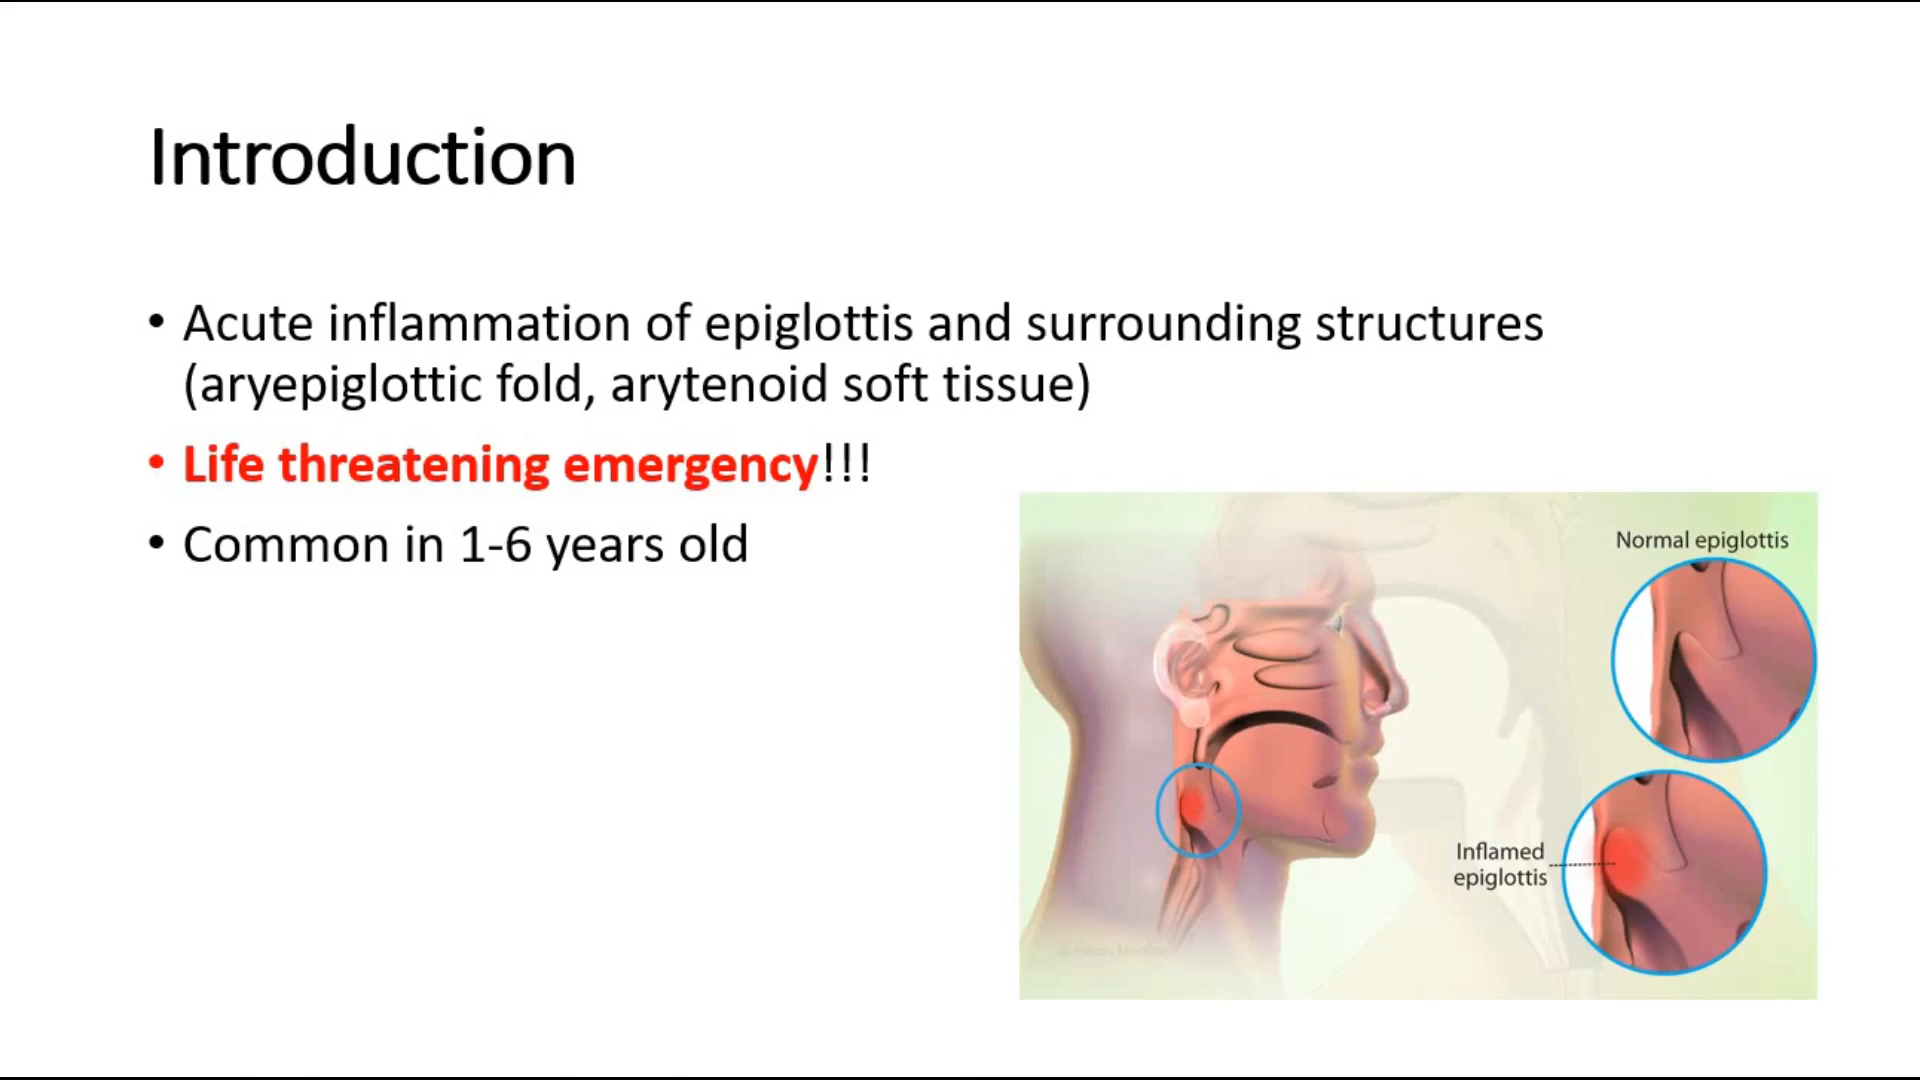 Introduction
• Acute inflammation of epiglottis and surrounding structures
(aryepiglottic fold, arytenoid soft tissue)
• Life threatening emergency!!!
• Common in 1-6 years old
Normal epiglottis
Inflamed
epiglottis